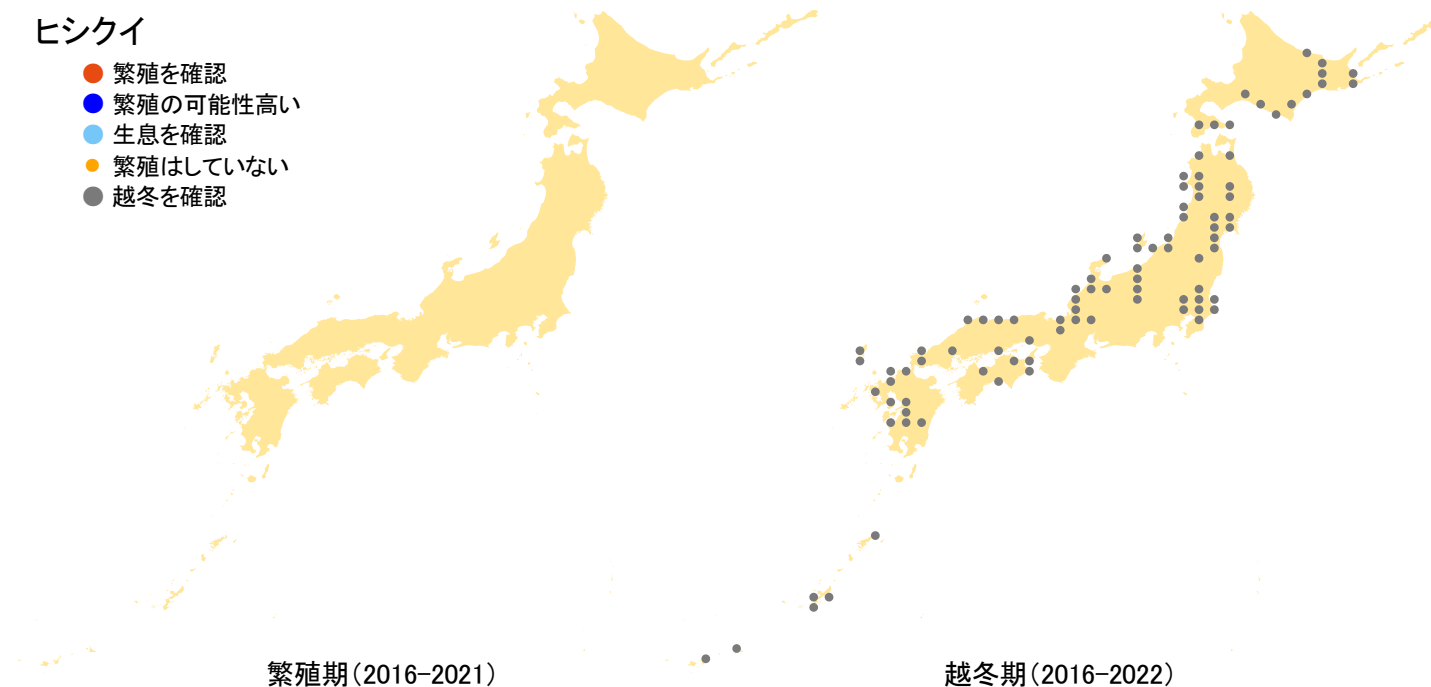 ヒシクイ
繁殖を確認
繁殖の可能性高い
生息を確認
繁殖はしていない
越冬を確認
繁殖期（2016-2021）
越冬期（2016-2022）